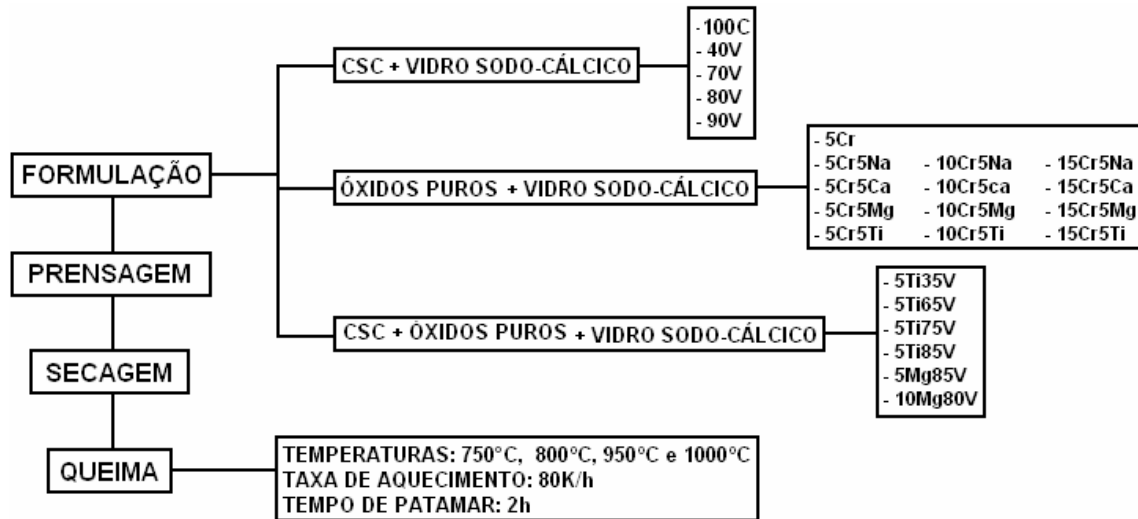 FORMULAÇÃO
CSC + VIDRO SODO-CÁLCICO
-100C
- 40V
- 70V
- 80V
- 90V
ÓXIDOS PUROS + VIDRO SODO-CÁLCICO
- 5Cr
- 5Cr5Na - 10Cr5Na - 15Cr5Na
- 5Cr5Ca - 10Cr5ca - 15Cr5Ca
- 5Cr5Mg - 10Cr5Mg - 15Cr5Mg
- 5Cr5Ti - 10Cr5Ti - 15Cr5Ti
CSC + ÓXIDOS PUROS + VIDRO SODO-CÁLCICO
- 5Ti35V
- 5Ti65V
- 5Ti75V
- 5Ti85V
- 5Mg85V
- 10Mg80V
PRENSAGEM
SECAGEM
QUEIMA
TEMPERATURAS: 750°C, 800°C, 950°C e 1000°C
TAXA DE AQUECIMENTO: 80K/h
TEMPO DE PATAMAR: 2h